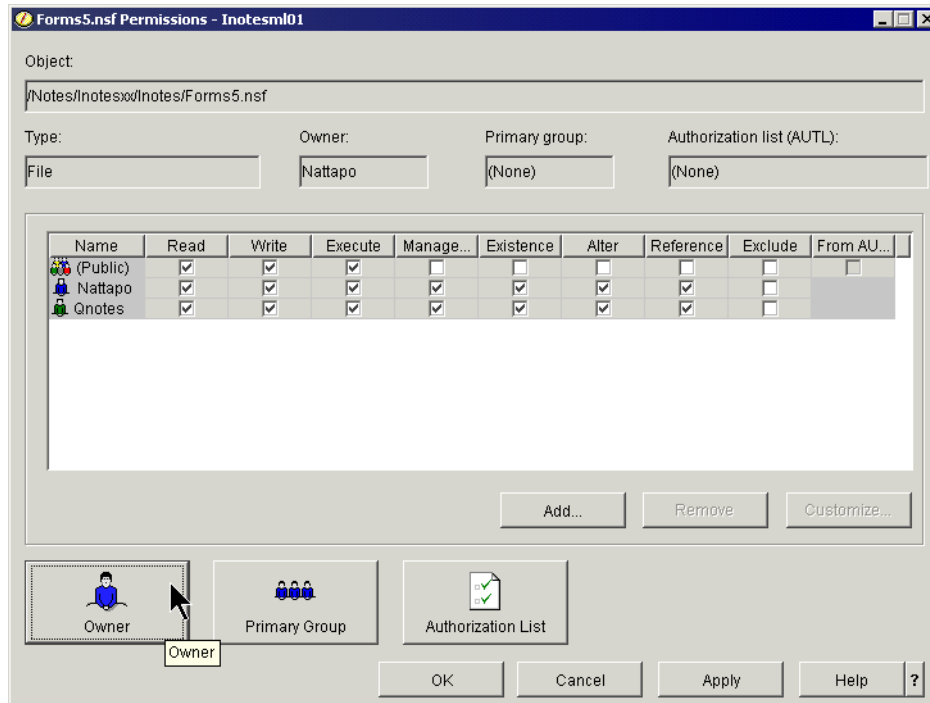 Forms5.nsf Permissions - Inotesml01
Object:
/Notes/Inotesxx/Inotes/Forms5.nsf
Type: Owner: Primary group: Authorization list (AUTL):
File Nattapo (None) (None)
Name Read Write Execute Manage... Existence Alter Reference Exclude From AU...
(Public)
Nattapo
Qnotes
Add... Remove Customize...
Owner Primary Group Authorization List
Owner
OK Cancel Apply Help ?